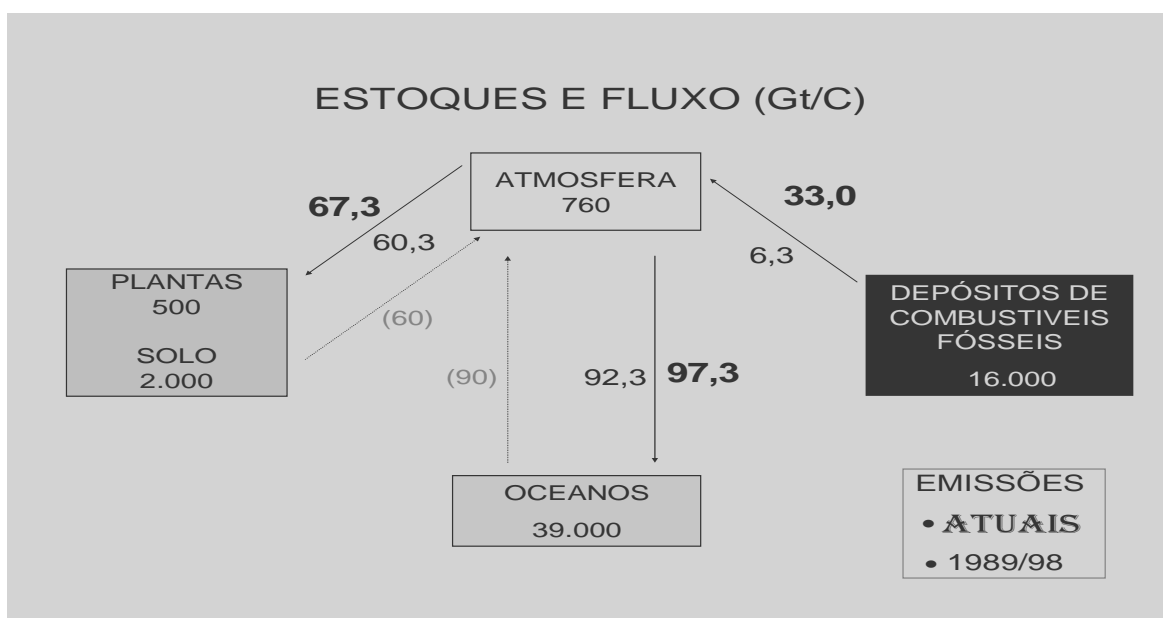 ESTOQUES E FLUXO (Gt/C)
ATMOSFERA
760
67,3
60,3
33,0
6,3
PLANTAS
500
SOLO
2.000
(60)
(90)
92,3
97,3
DEPÓSITOS DE
COMBUSTIVEIS
FÓSSEIS
16.000
OCEANOS
39.000
EMISSÕES
• ATUAIS
• 1989/98